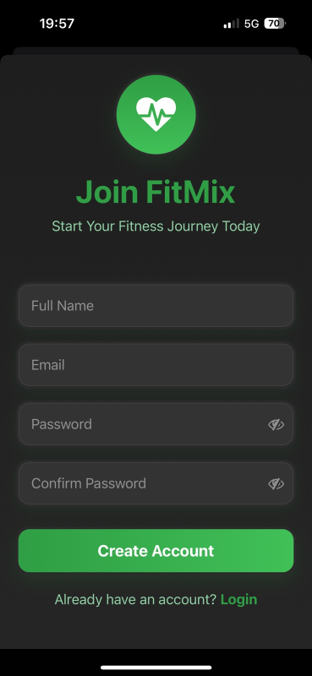 19:57
5G
70
Join FitMix
Start Your Fitness Journey Today
Full Name
Email
Password
Confirm Password
Create Account
Already have an account? Login